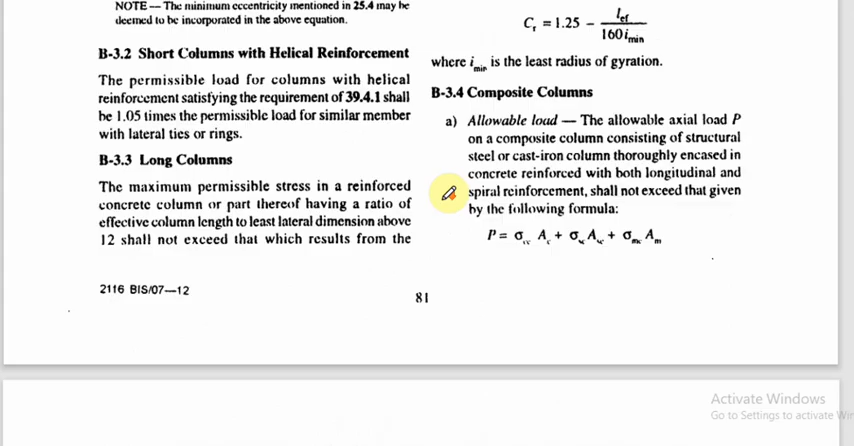 NOTE — The minimum eccentricity mentioned in 25.4 may be
deemed to be incorporated in the above equation.
B-3.2 Short Columns with Helical Reinforcement
The permissible load for columns with helical
reinforcement satisfying the requirement of 39.4.1 shall
be 1.05 times the permissible load for similar member
with lateral ties or rings.
B-3.3 Long Columns
The maximum permissible stress in a reinforced
concrete column or part thereof having a ratio of
effective column length to least lateral dimension above
12 shall not exceed that which results from the
2116 BIS/07—12
C_r = 1.25 − l_ef / 160 i_min
where i_min is the least radius of gyration.
B-3.4 Composite Columns
a) Allowable load — The allowable axial load P
on a composite column consisting of structural
steel or cast-iron column thoroughly encased in
concrete reinforced with both longitudinal and
spiral reinforcement, shall not exceed that given
by the following formula:
P = σ_cc A_c + σ_sc A_sc + σ_mc A_m
81
Activate Windows
Go to Settings to activate Win